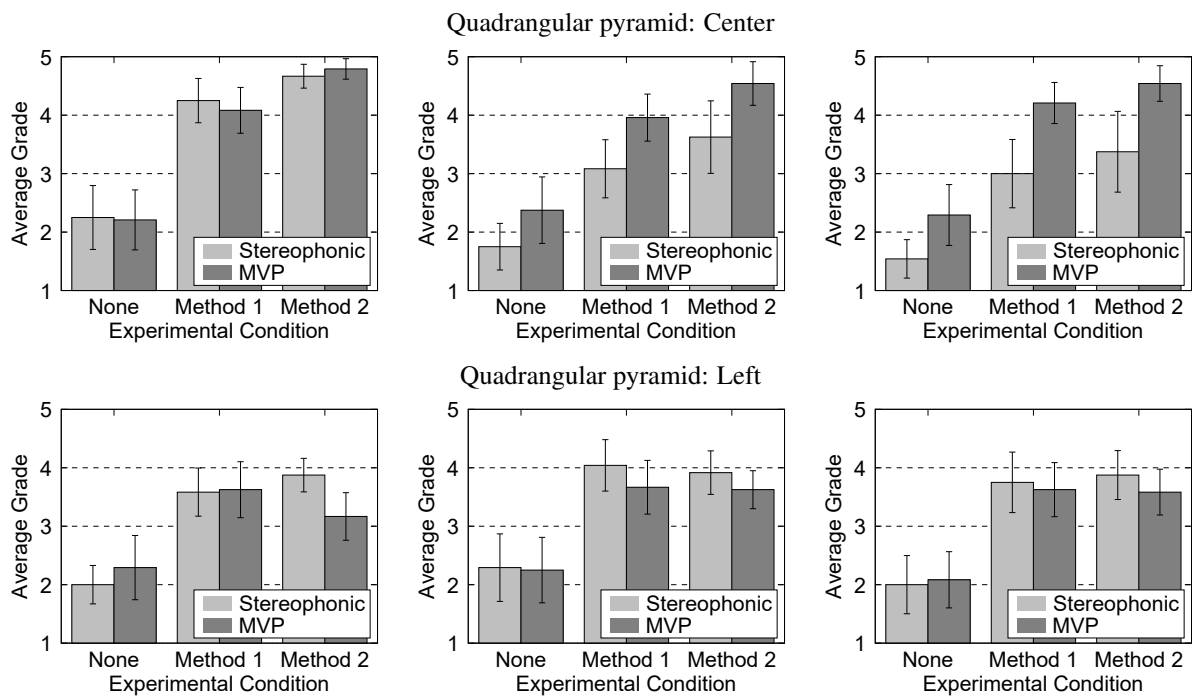 Quadrangular pyramid: Center
5
4
3
2
1
Average Grade
Stereophonic
MVP
None Method 1 Method 2
Experimental Condition
5
4
3
2
1
Average Grade
Stereophonic
MVP
None Method 1 Method 2
Experimental Condition
5
4
3
2
1
Average Grade
Stereophonic
MVP
None Method 1 Method 2
Experimental Condition
Quadrangular pyramid: Left
5
4
3
2
1
Average Grade
Stereophonic
MVP
None Method 1 Method 2
Experimental Condition
5
4
3
2
1
Average Grade
Stereophonic
MVP
None Method 1 Method 2
Experimental Condition
5
4
3
2
1
Average Grade
Stereophonic
MVP
None Method 1 Method 2
Experimental Condition